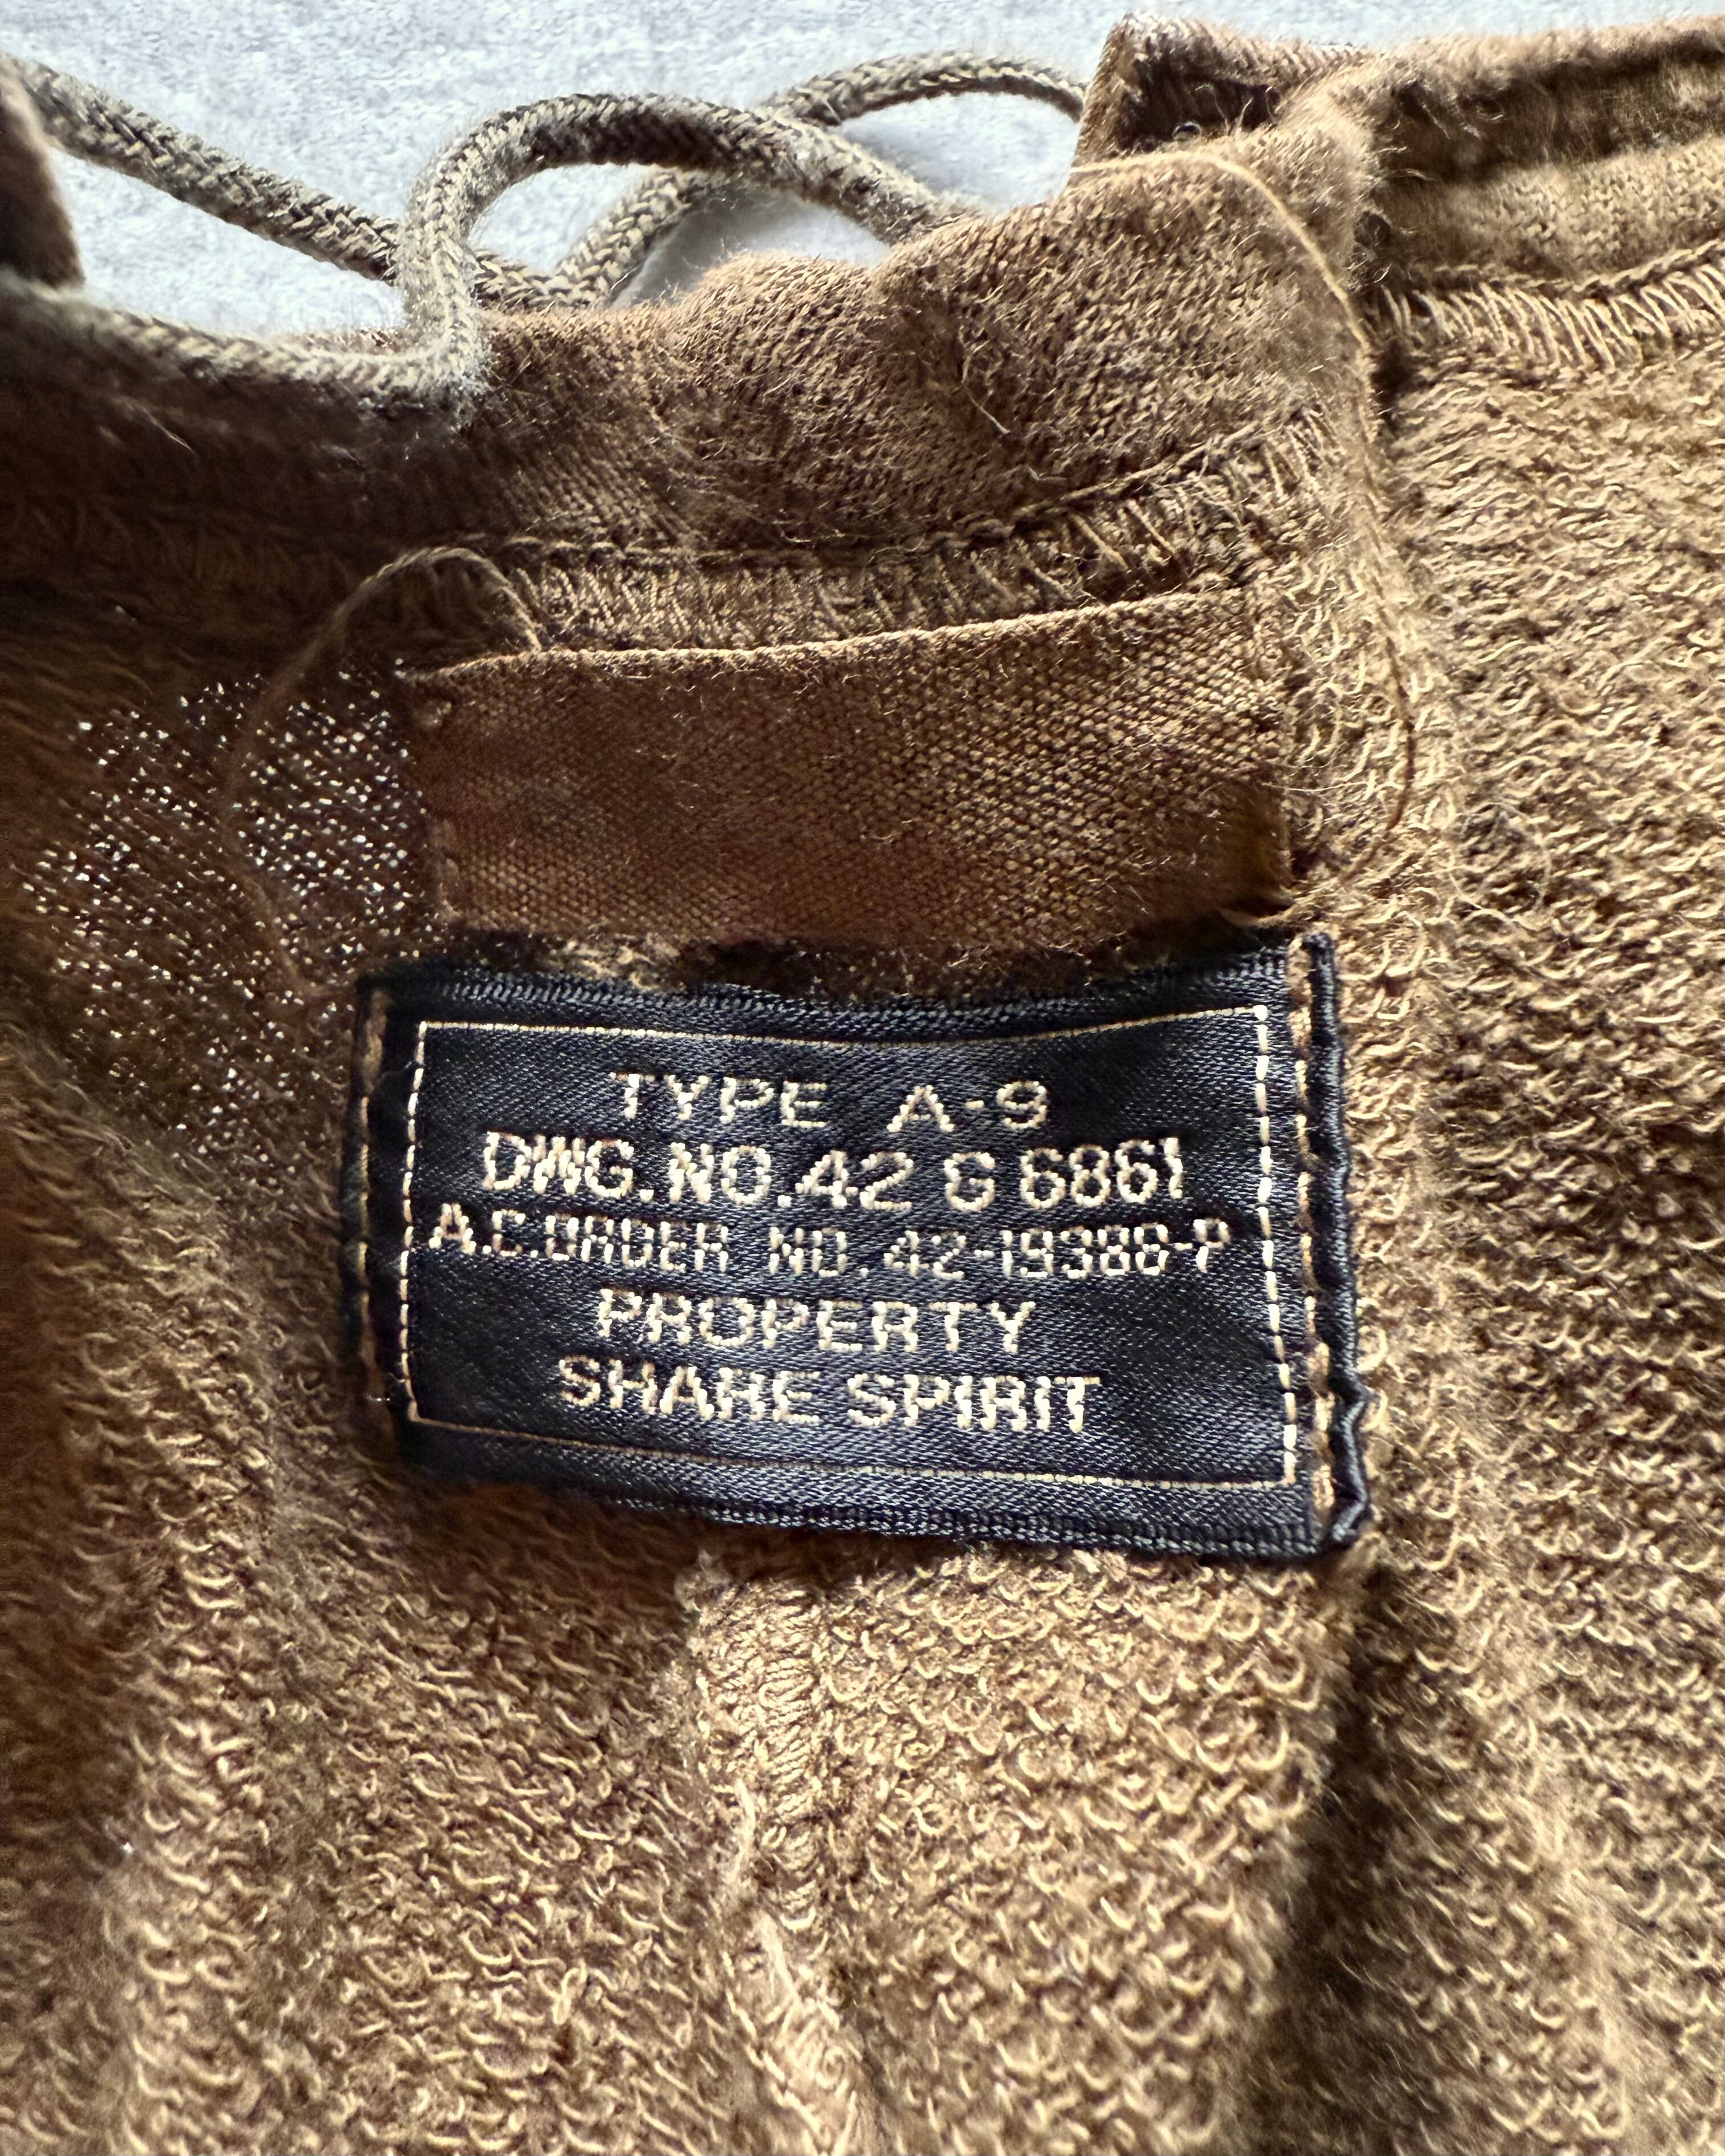 TYPE A-9
DWG.NO.42 G 6861
A.C.ORDER NO.42-19388-P
PROPERTY
SHARE SPIRIT